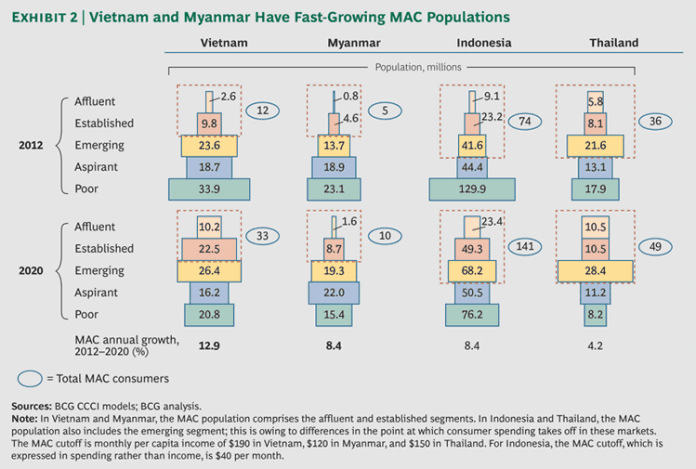 EXHIBIT 2 | Vietnam and Myanmar Have Fast-Growing MAC Populations
Vietnam Myanmar Indonesia Thailand
Population, millions
2012
Affluent 2.6 0.8 9.1 5.8
Established 9.8 4.6 23.2 8.1
12 5 74 36
Emerging 23.6 13.7 41.6 21.6
Aspirant 18.7 18.9 44.4 13.1
Poor 33.9 23.1 129.9 17.9
2020
Affluent 10.2 1.6 23.4 10.5
Established 22.5 8.7 49.3 10.5
33 10 141 49
Emerging 26.4 19.3 68.2 28.4
Aspirant 16.2 22.0 50.5 11.2
Poor 20.8 15.4 76.2 8.2
MAC annual growth,
2012–2020 (%) 12.9 8.4 8.4 4.2
= Total MAC consumers
Sources: BCG CCCI models; BCG analysis.
Note: In Vietnam and Myanmar, the MAC population comprises the affluent and established segments. In Indonesia and Thailand, the MAC
population also includes the emerging segment; this is owing to differences in the point at which consumer spending takes off in these markets.
The MAC cutoff is monthly per capita income of $190 in Vietnam, $120 in Myanmar, and $150 in Thailand. For Indonesia, the MAC cutoff, which is
expressed in spending rather than income, is $40 per month.